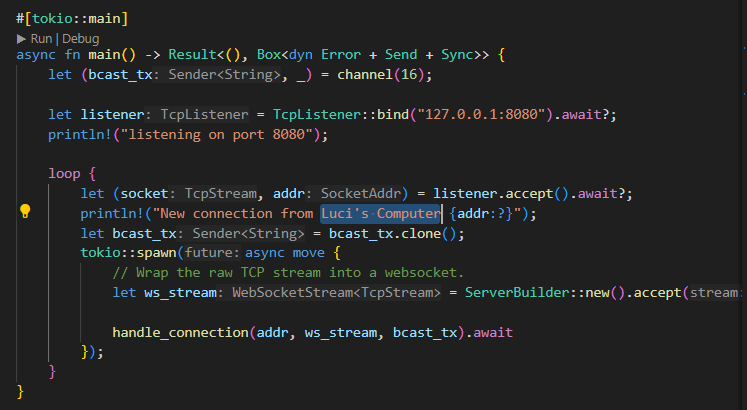 #[tokio::main]
▶ Run | Debug
async fn main() -> Result<(), Box<dyn Error + Send + Sync>> {
let (bcast_tx: Sender<String>, _) = channel(16);
let listener: TcpListener = TcpListener::bind("127.0.0.1:8080").await?;
println!("listening on port 8080");
loop {
let (socket: TcpStream, addr: SocketAddr) = listener.accept().await?;
println!("New connection from Luci's Computer {addr:?}");
let bcast_tx: Sender<String> = bcast_tx.clone();
tokio::spawn(future: async move {
// Wrap the raw TCP stream into a websocket.
let ws_stream: WebSocketStream<TcpStream> = ServerBuilder::new().accept(stream:
handle_connection(addr, ws_stream, bcast_tx).await
});
}
}